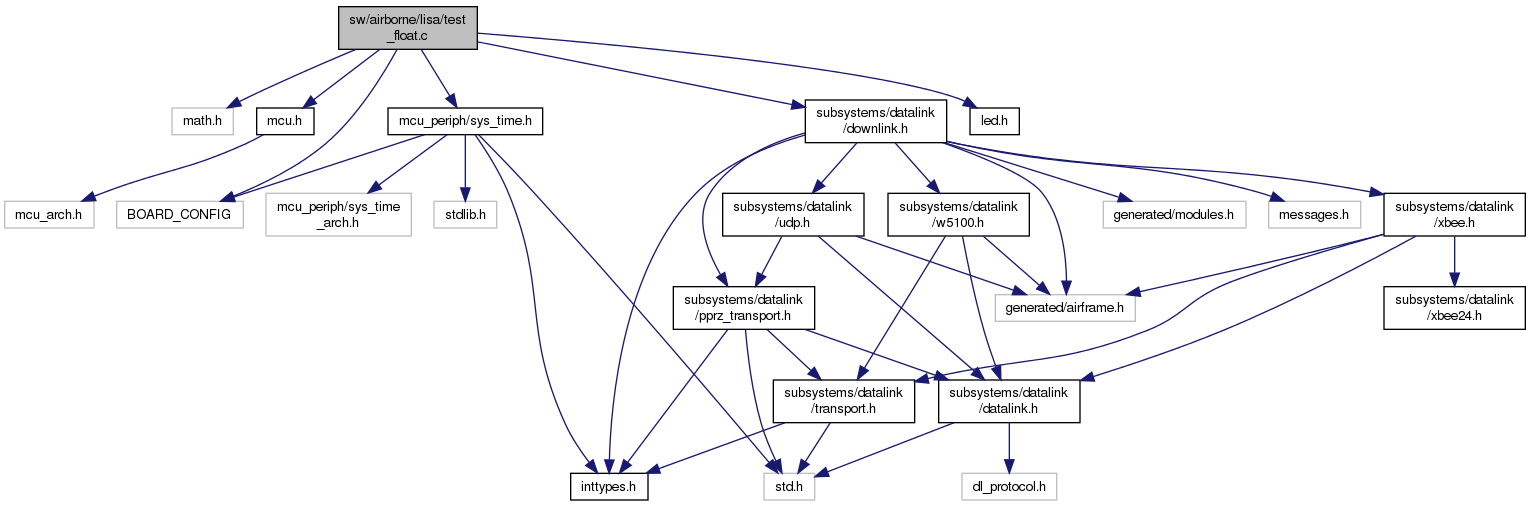 sw/airborne/lisa/test
_float.c
math.h
mcu.h
mcu_periph/sys_time.h
subsystems/datalink
/downlink.h
led.h
mcu_arch.h
BOARD_CONFIG
mcu_periph/sys_time
_arch.h
stdlib.h
subsystems/datalink
/udp.h
subsystems/datalink
/w5100.h
generated/modules.h
messages.h
subsystems/datalink
/xbee.h
subsystems/datalink
/pprz_transport.h
generated/airframe.h
subsystems/datalink
/xbee24.h
subsystems/datalink
/transport.h
subsystems/datalink
/datalink.h
inttypes.h
std.h
dl_protocol.h